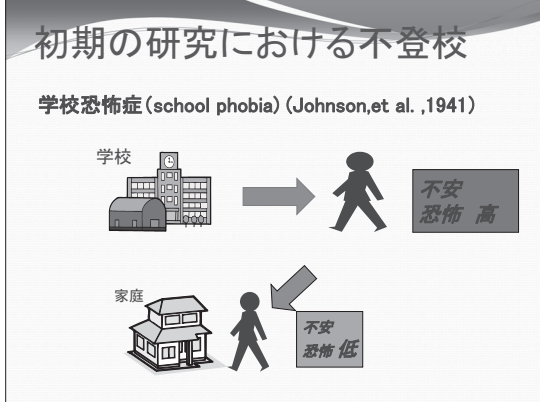 初期の研究における不登校
学校恐怖症(school phobia) (Johnson,et al. ,1941)
学校
不安
恐怖 高
家庭
不安
恐怖 低